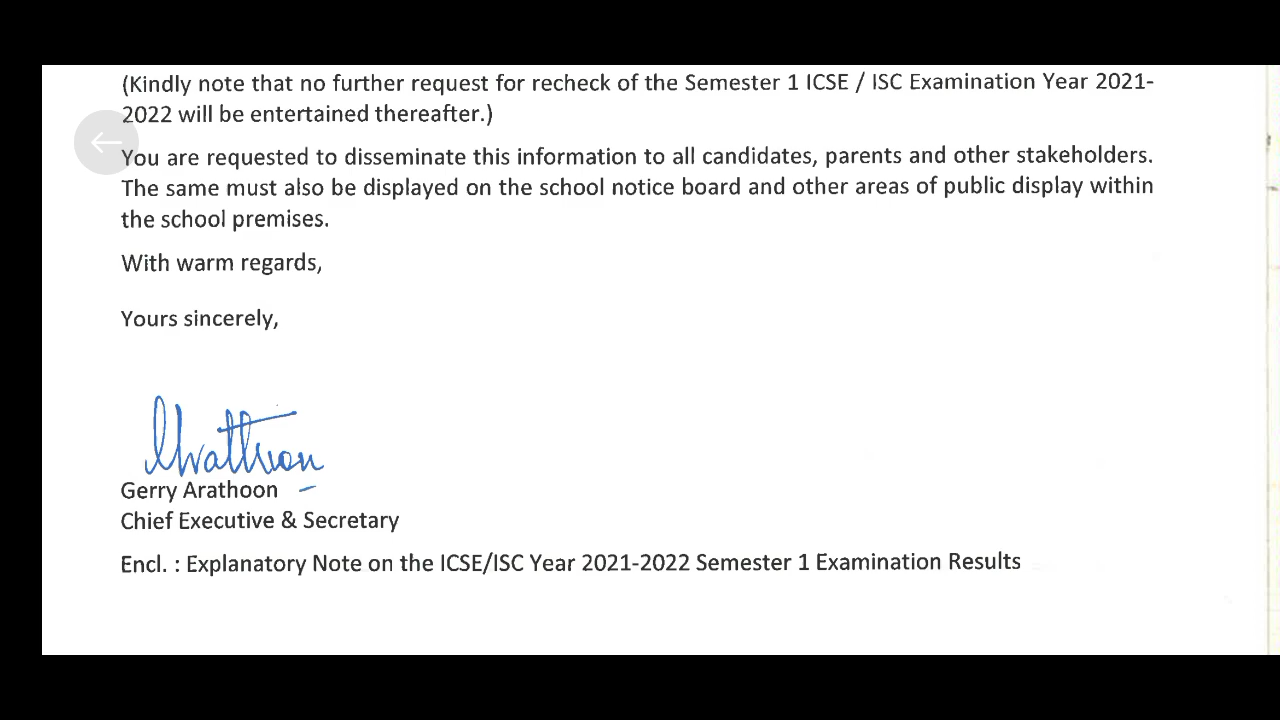 (Kindly note that no further request for recheck of the Semester 1 ICSE / ISC Examination Year 2021-
2022 will be entertained thereafter.)
You are requested to disseminate this information to all candidates, parents and other stakeholders.
The same must also be displayed on the school notice board and other areas of public display within
the school premises.
With warm regards,
Yours sincerely,
Arathoon
Gerry Arathoon
Chief Executive & Secretary
Encl. : Explanatory Note on the ICSE/ISC Year 2021-2022 Semester 1 Examination Results